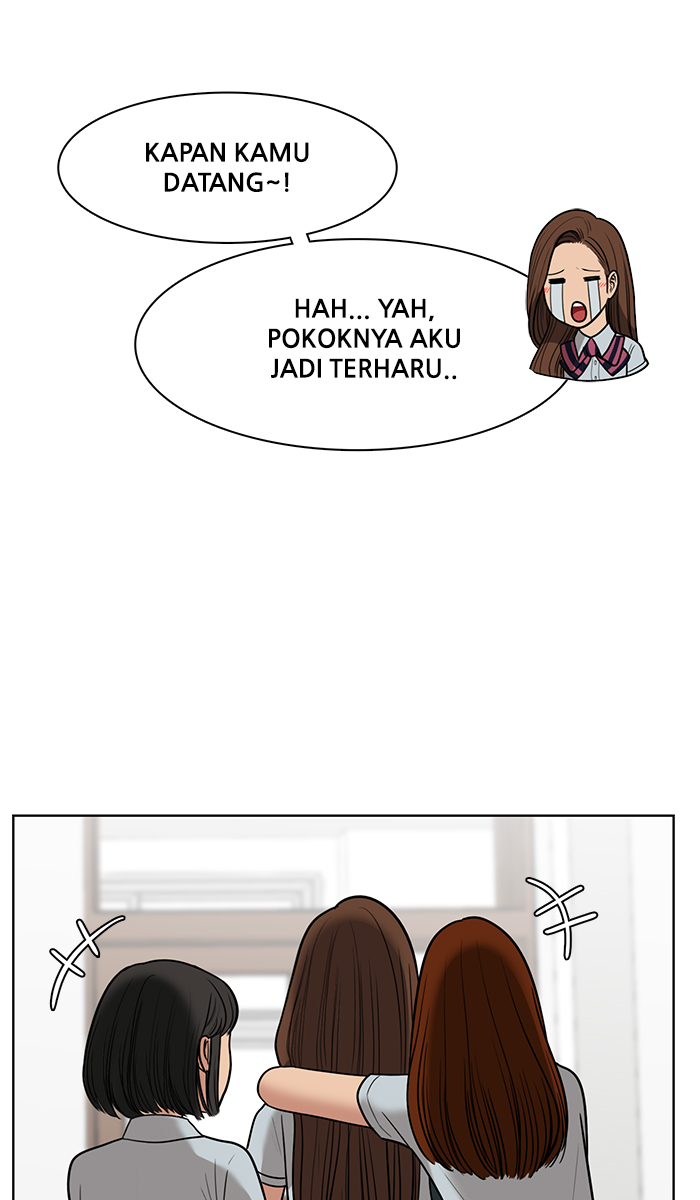 KAPAN KAMU
DATANG~!
HAH... YAH,
POKOKNYA AKU
JADI TERHARU..